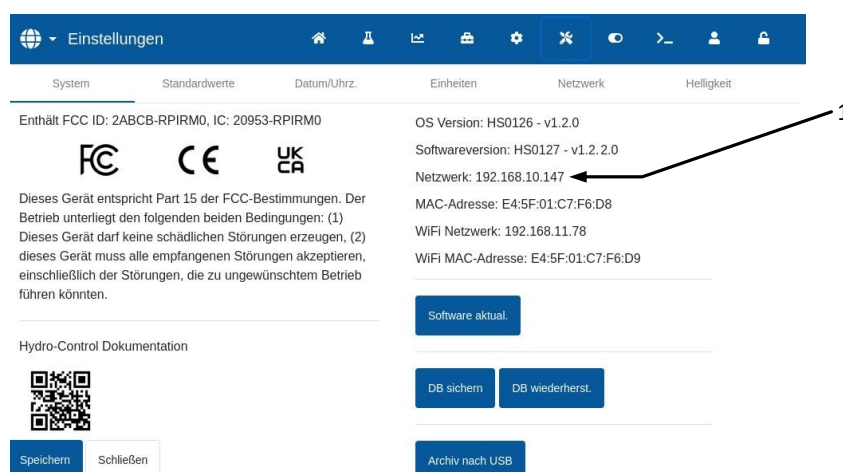 Einstellungen
System
Standardwerte
Datum/Uhrz.
Einheiten
Netzwerk
Helligkeit
Enthält FCC ID: 2ABCB-RPIRM0, IC: 20953-RPIRM0
FC CE UK
CA
Dieses Gerät entspricht Part 15 der FCC-Bestimmungen. Der
Betrieb unterliegt den folgenden beiden Bedingungen: (1)
Dieses Gerät darf keine schädlichen Störungen erzeugen, (2)
dieses Gerät muss alle empfangenen Störungen akzeptieren,
einschließlich der Störungen, die zu ungewünschtem Betrieb
führen könnten.
Hydro-Control Dokumentation
Speichern
Schließen
OS Version: HS0126 - v1.2.0
Softwareversion: HS0127 - v1.2.2.0
Netzwerk: 192.168.10.147
MAC-Adresse: E4:5F:01:C7:F6:D8
WiFi Netzwerk: 192.168.11.78
WiFi MAC-Adresse: E4:5F:01:C7:F6:D9
Software aktual.
DB sichern
DB wiederherst.
Archiv nach USB
1